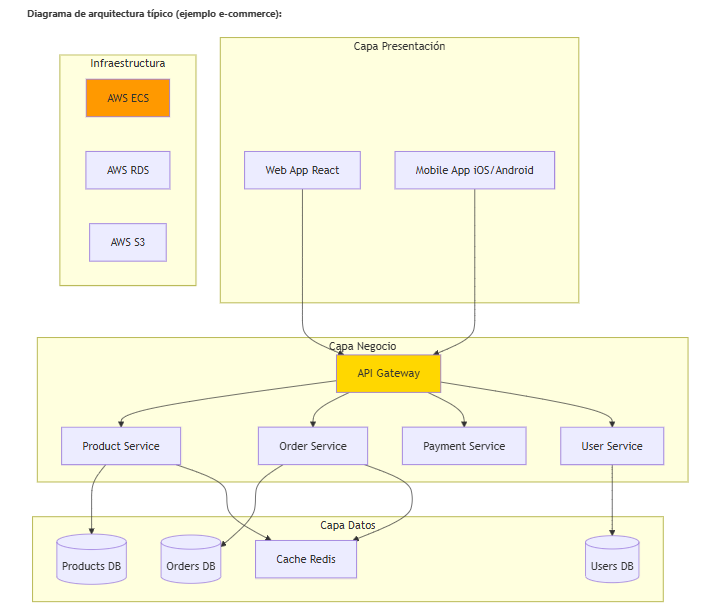 Diagrama de arquitectura típico (ejemplo e-commerce):
Infraestructura
AWS ECS
AWS RDS
AWS S3
Capa Presentación
Web App React
Mobile App iOS/Android
Capa Negocio
API Gateway
Product Service
Order Service
Payment Service
User Service
Capa Datos
Products DB
Orders DB
Cache Redis
Users DB